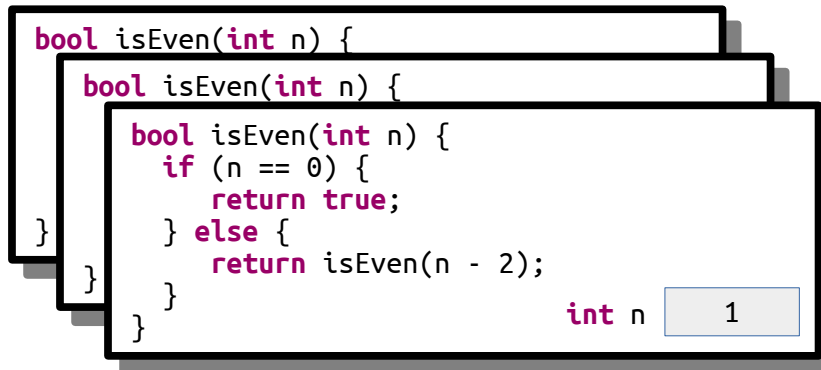 bool isEven(int n) {
bool isEven(int n) {
bool isEven(int n) {
if (n == 0) {
return true;
} else {
return isEven(n - 2);
}
}
}
}
int n 1